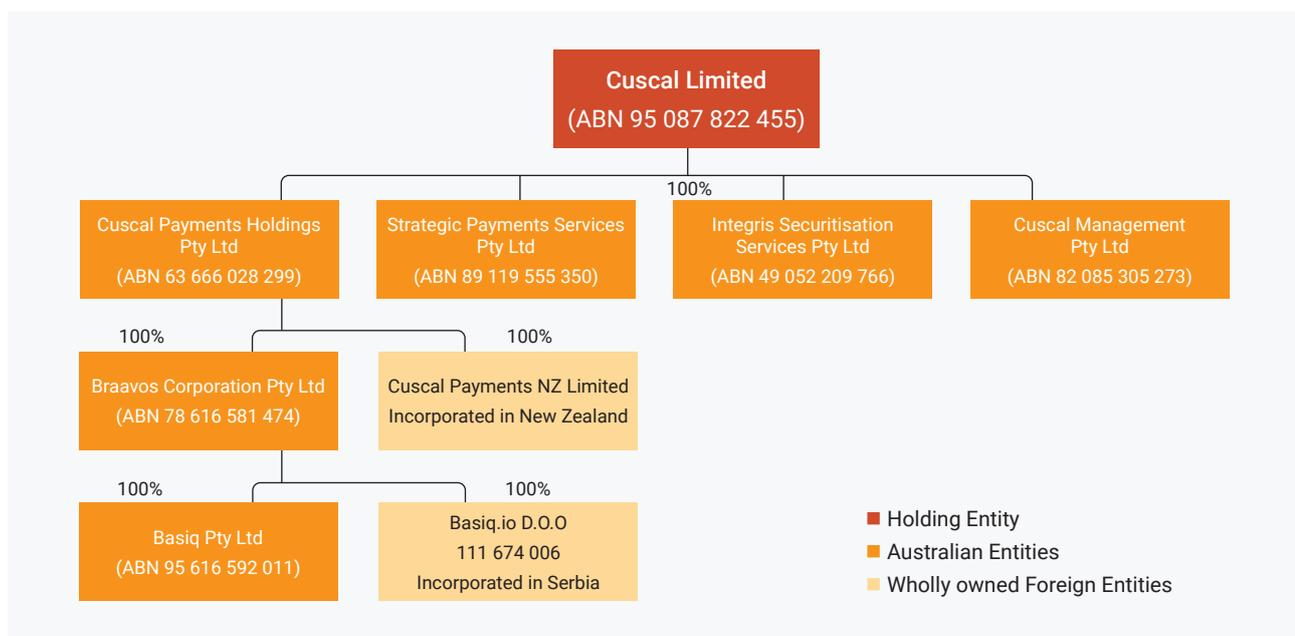 Cuscal Limited
(ABN 95 087 822 455)
100%
Cuscal Payments Holdings
Pty Ltd
(ABN 63 666 028 299)
Strategic Payments Services
Pty Ltd
(ABN 89 119 555 350)
Integris Securitisation
Services Pty Ltd
(ABN 49 052 209 766)
Cuscal Management
Pty Ltd
(ABN 82 085 305 273)
100%
100%
Braavos Corporation Pty Ltd
(ABN 78 616 581 474)
Cuscal Payments NZ Limited
Incorporated in New Zealand
100%
100%
Basiq Pty Ltd
(ABN 95 616 592 011)
Basiq.io D.O.O
111 674 006
Incorporated in Serbia
Holding Entity
Australian Entities
Wholly owned Foreign Entities